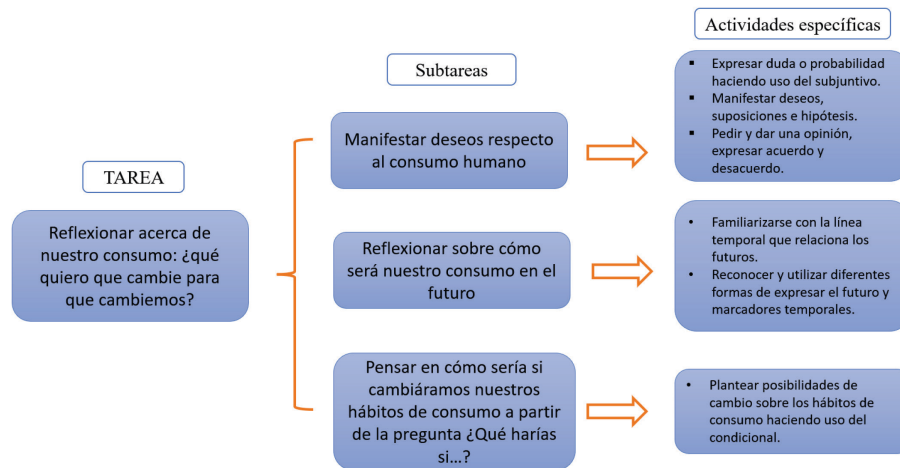 TAREA
Reflexionar acerca de
nuestro consumo: ¿qué
quiero que cambie para
que cambiemos?
Subtareas
Manifestar deseos respecto
al consumo humano
Reflexionar sobre cómo
será nuestro consumo en el
futuro
Pensar en cómo sería si
cambiáramos nuestros
hábitos de consumo a partir
de la pregunta ¿Qué harías
si…?
Actividades específicas
▪ Expresar duda o probabilidad
haciendo uso del subjuntivo.
▪ Manifestar deseos,
suposiciones e hipótesis.
▪ Pedir y dar una opinión,
expresar acuerdo y
desacuerdo.
• Familiarizarse con la línea
temporal que relaciona los
futuros.
• Reconocer y utilizar diferentes
formas de expresar el futuro y
marcadores temporales.
• Plantear posibilidades de
cambio sobre los hábitos de
consumo haciendo uso del
condicional.